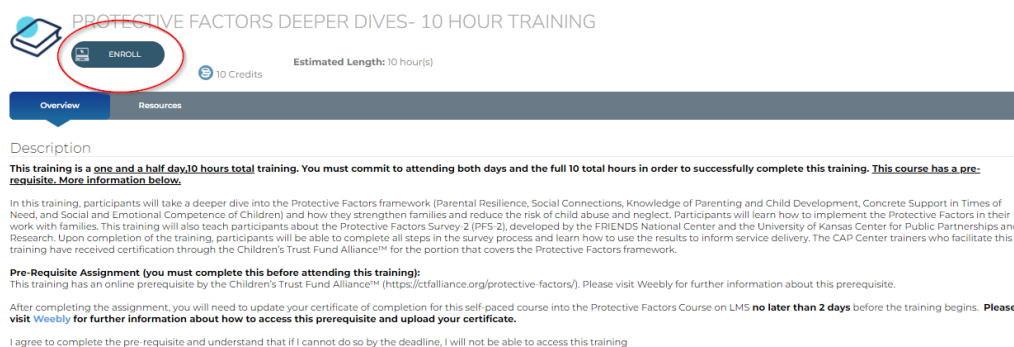 PROTECTIVE FACTORS DEEPER DIVES- 10 HOUR TRAINING
ENROLL
10 Credits
Estimated Length: 10 hour(s)
Overview
Resources
Description
This training is a one and a half day,10 hours total training. You must commit to attending both days and the full 10 total hours in order to successfully complete this training. This course has a pre-
requisite. More information below.
In this training, participants will take a deeper dive into the Protective Factors framework (Parental Resilience, Social Connections, Knowledge of Parenting and Child Development, Concrete Support in Times of
Need, and Social and Emotional Competence of Children) and how they strengthen families and reduce the risk of child abuse and neglect. Participants will learn how to implement the Protective Factors in their
work with families. This training will also teach participants about the Protective Factors Survey-2 (PFS-2), developed by the FRIENDS National Center and the University of Kansas Center for Public Partnerships and
Research. Upon completion of the training, participants will be able to complete all steps in the survey process and learn how to use the results to inform service delivery. The CAP Center trainers who facilitate this
training have received certification through the Children's Trust Fund Alliance™ for the portion that covers the Protective Factors framework.
Pre-Requisite Assignment (you must complete this before attending this training):
This training has an online prerequisite by the Children's Trust Fund Alliance™ (https://ctfalliance.org/protective-factors/). Please visit Weebly for further information about this prerequisite.
After completing the assignment, you will need to update your certificate of completion for this self-paced course into the Protective Factors Course on LMS no later than 2 days before the training begins. Please
visit Weebly for further information about how to access this prerequisite and upload your certificate.
I agree to complete the pre-requisite and understand that if I cannot do so by the deadline, I will not be able to access this training